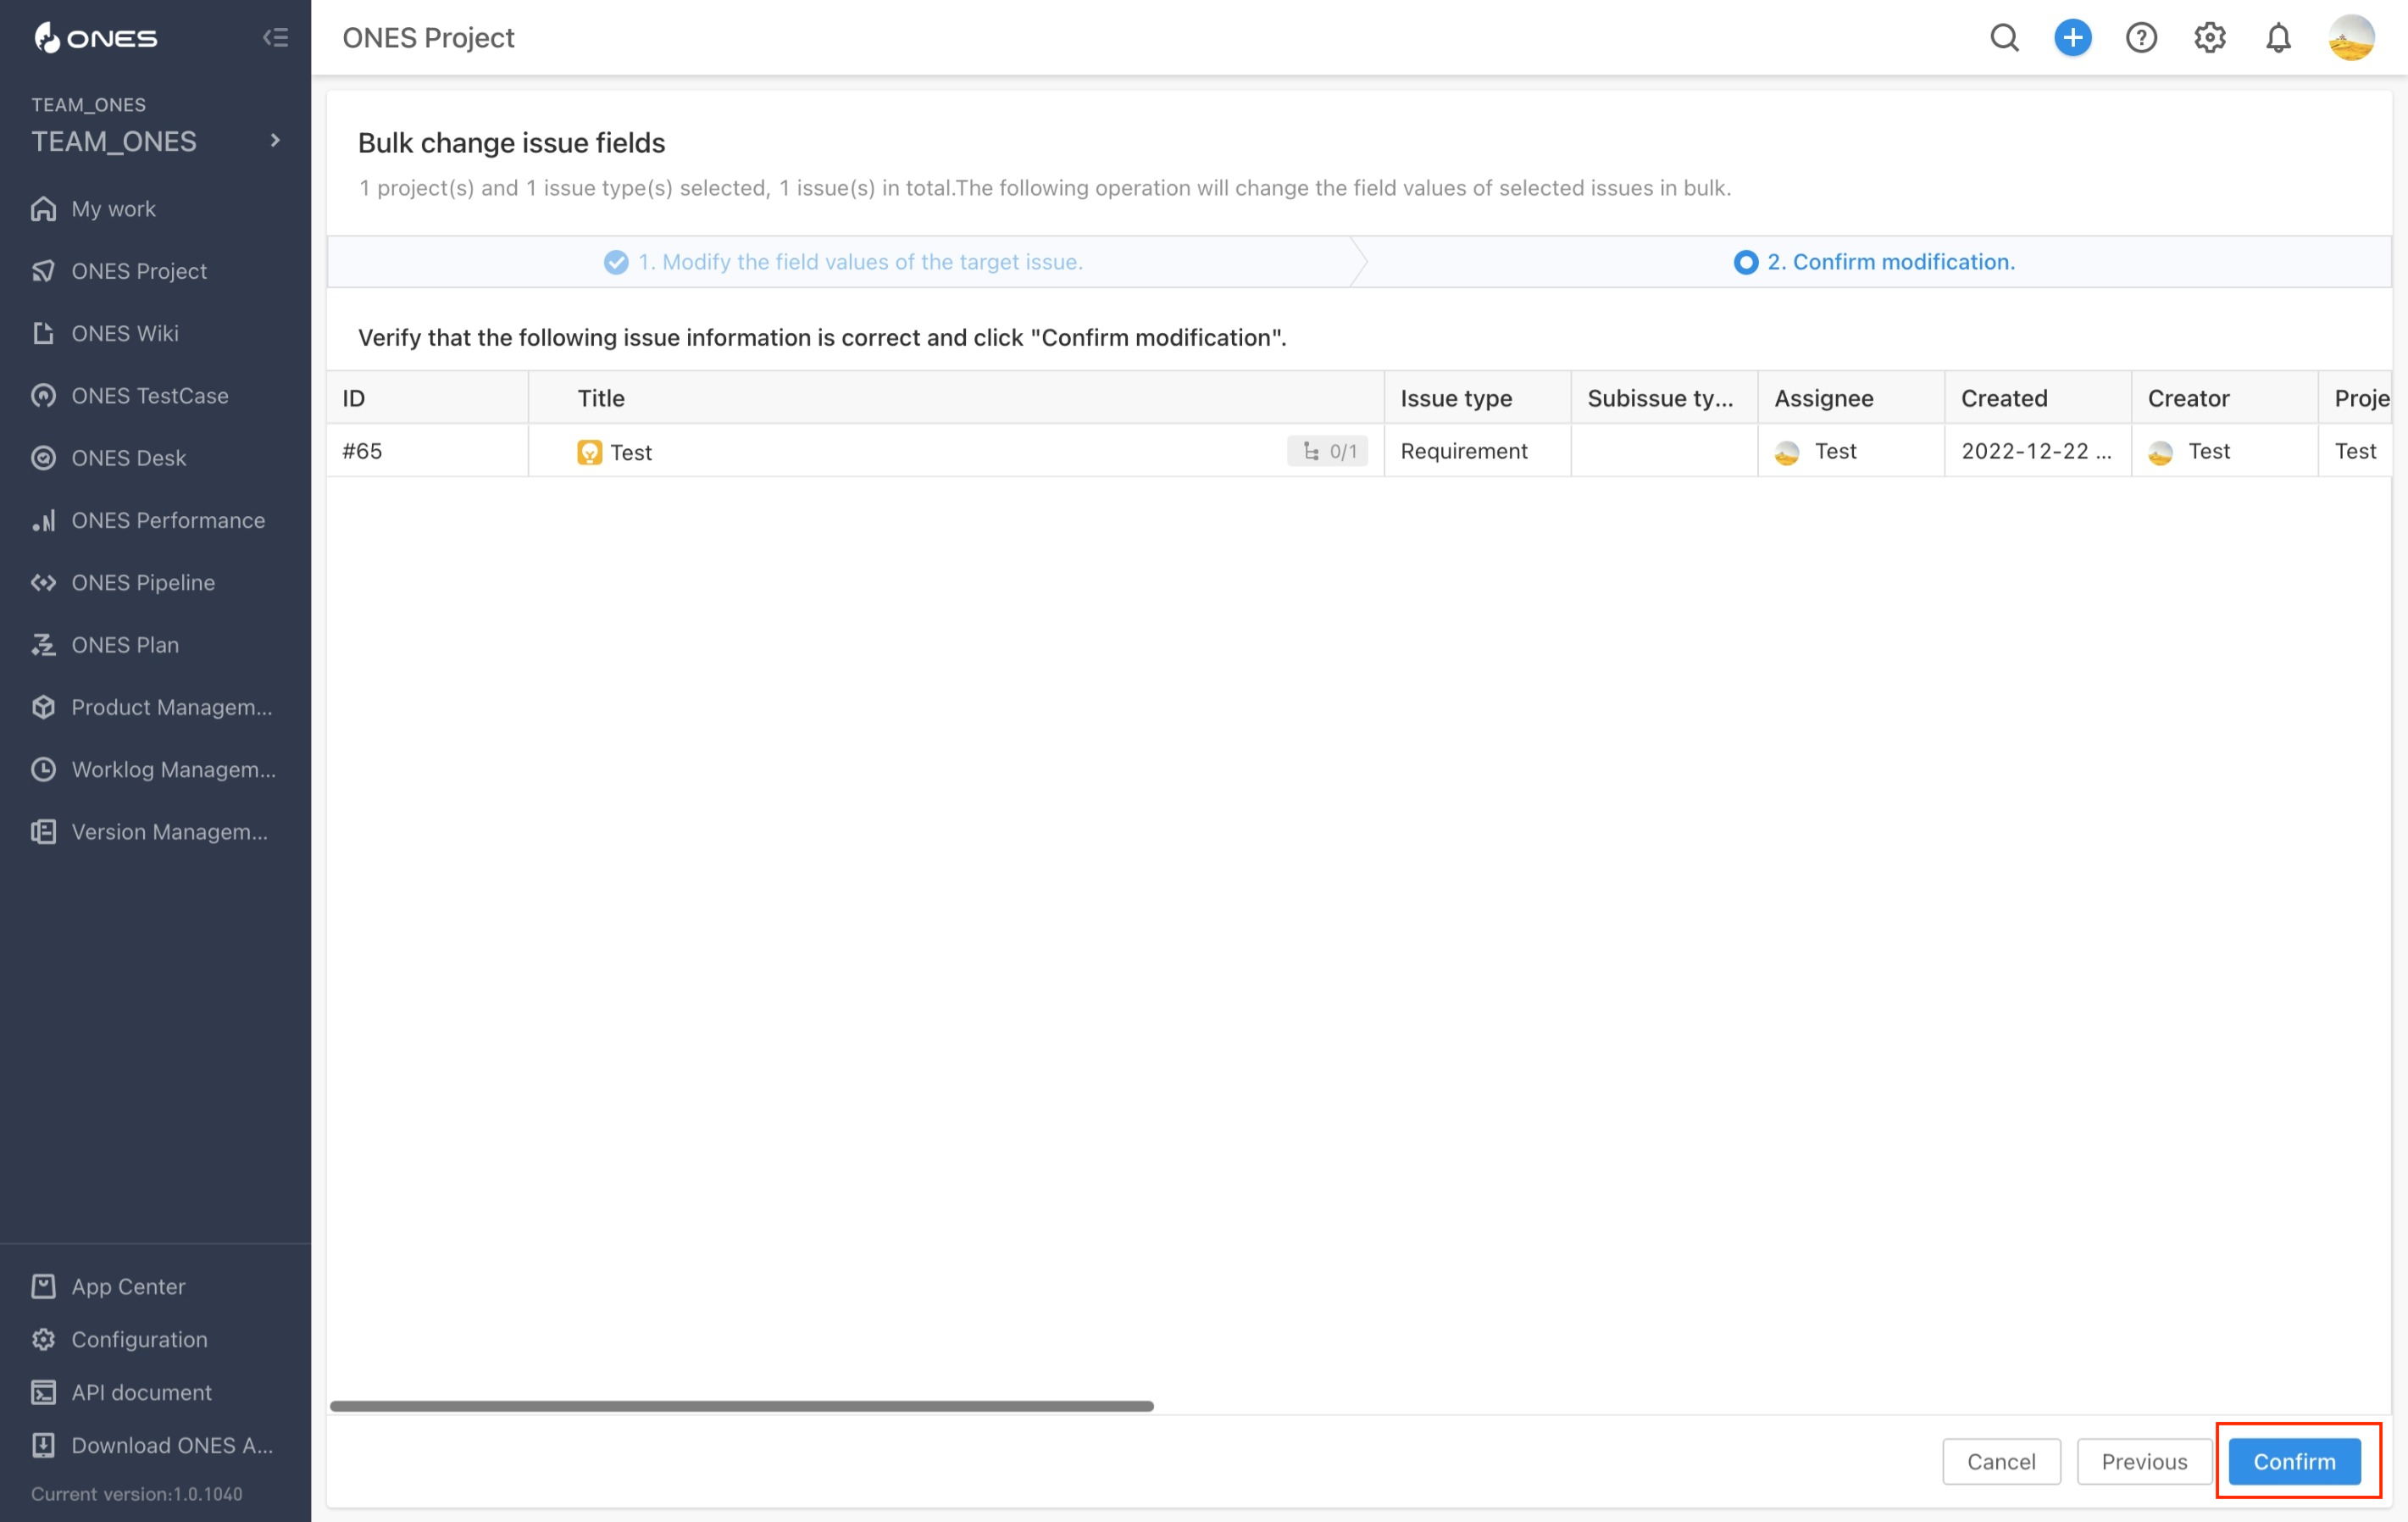 ONES
ONES Project
TEAM_ONES
TEAM_ONES
My work
ONES Project
ONES Wiki
ONES TestCase
ONES Desk
ONES Performance
ONES Pipeline
ONES Plan
Product Managem...
Worklog Managem...
Version Managem...
App Center
Configuration
API document
Download ONES A...
Current version:1.0.1040
Bulk change issue fields
1 project(s) and 1 issue type(s) selected, 1 issue(s) in total.The following operation will change the field values of selected issues in bulk.
1. Modify the field values of the target issue.
2. Confirm modification.
Verify that the following issue information is correct and click "Confirm modification".
ID Title Issue type Subissue ty... Assignee Created Creator Proje
#65 Test 0/1 Requirement Test 2022-12-22 ... Test Test
Cancel Previous Confirm